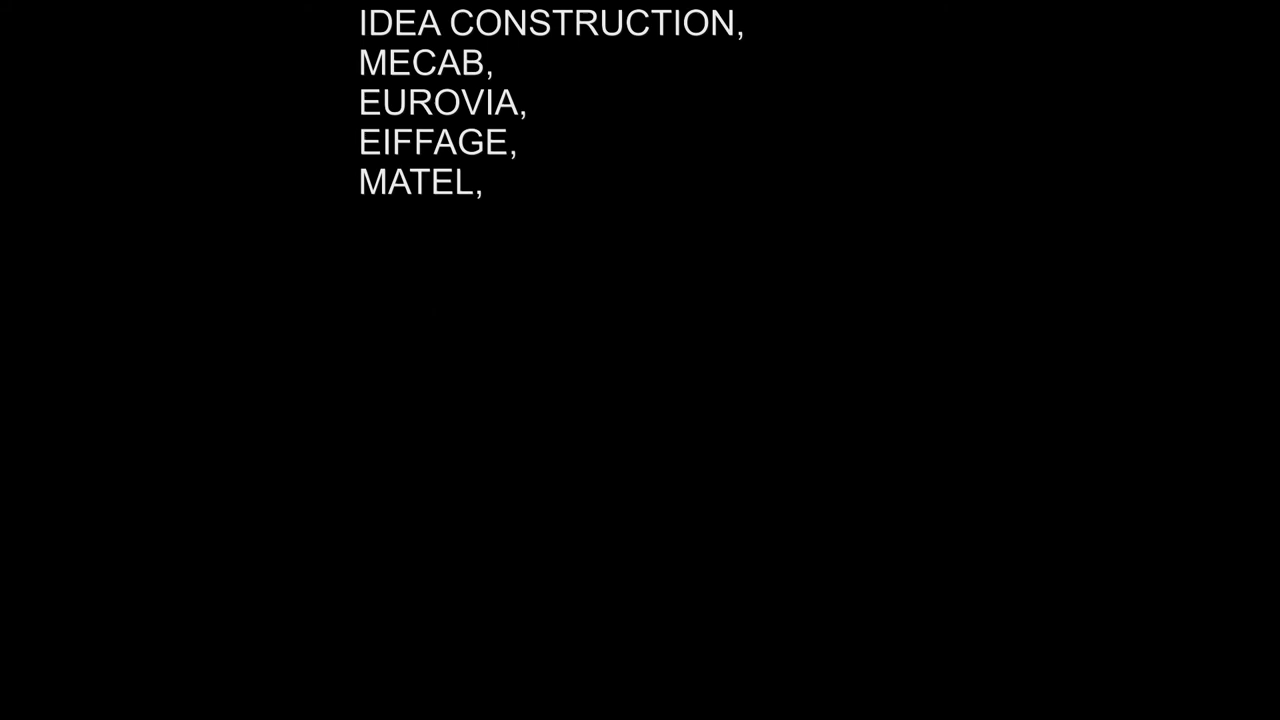 IDEA CONSTRUCTION,
MECAB,
EUROVIA,
EIFFAGE,
MATEL,